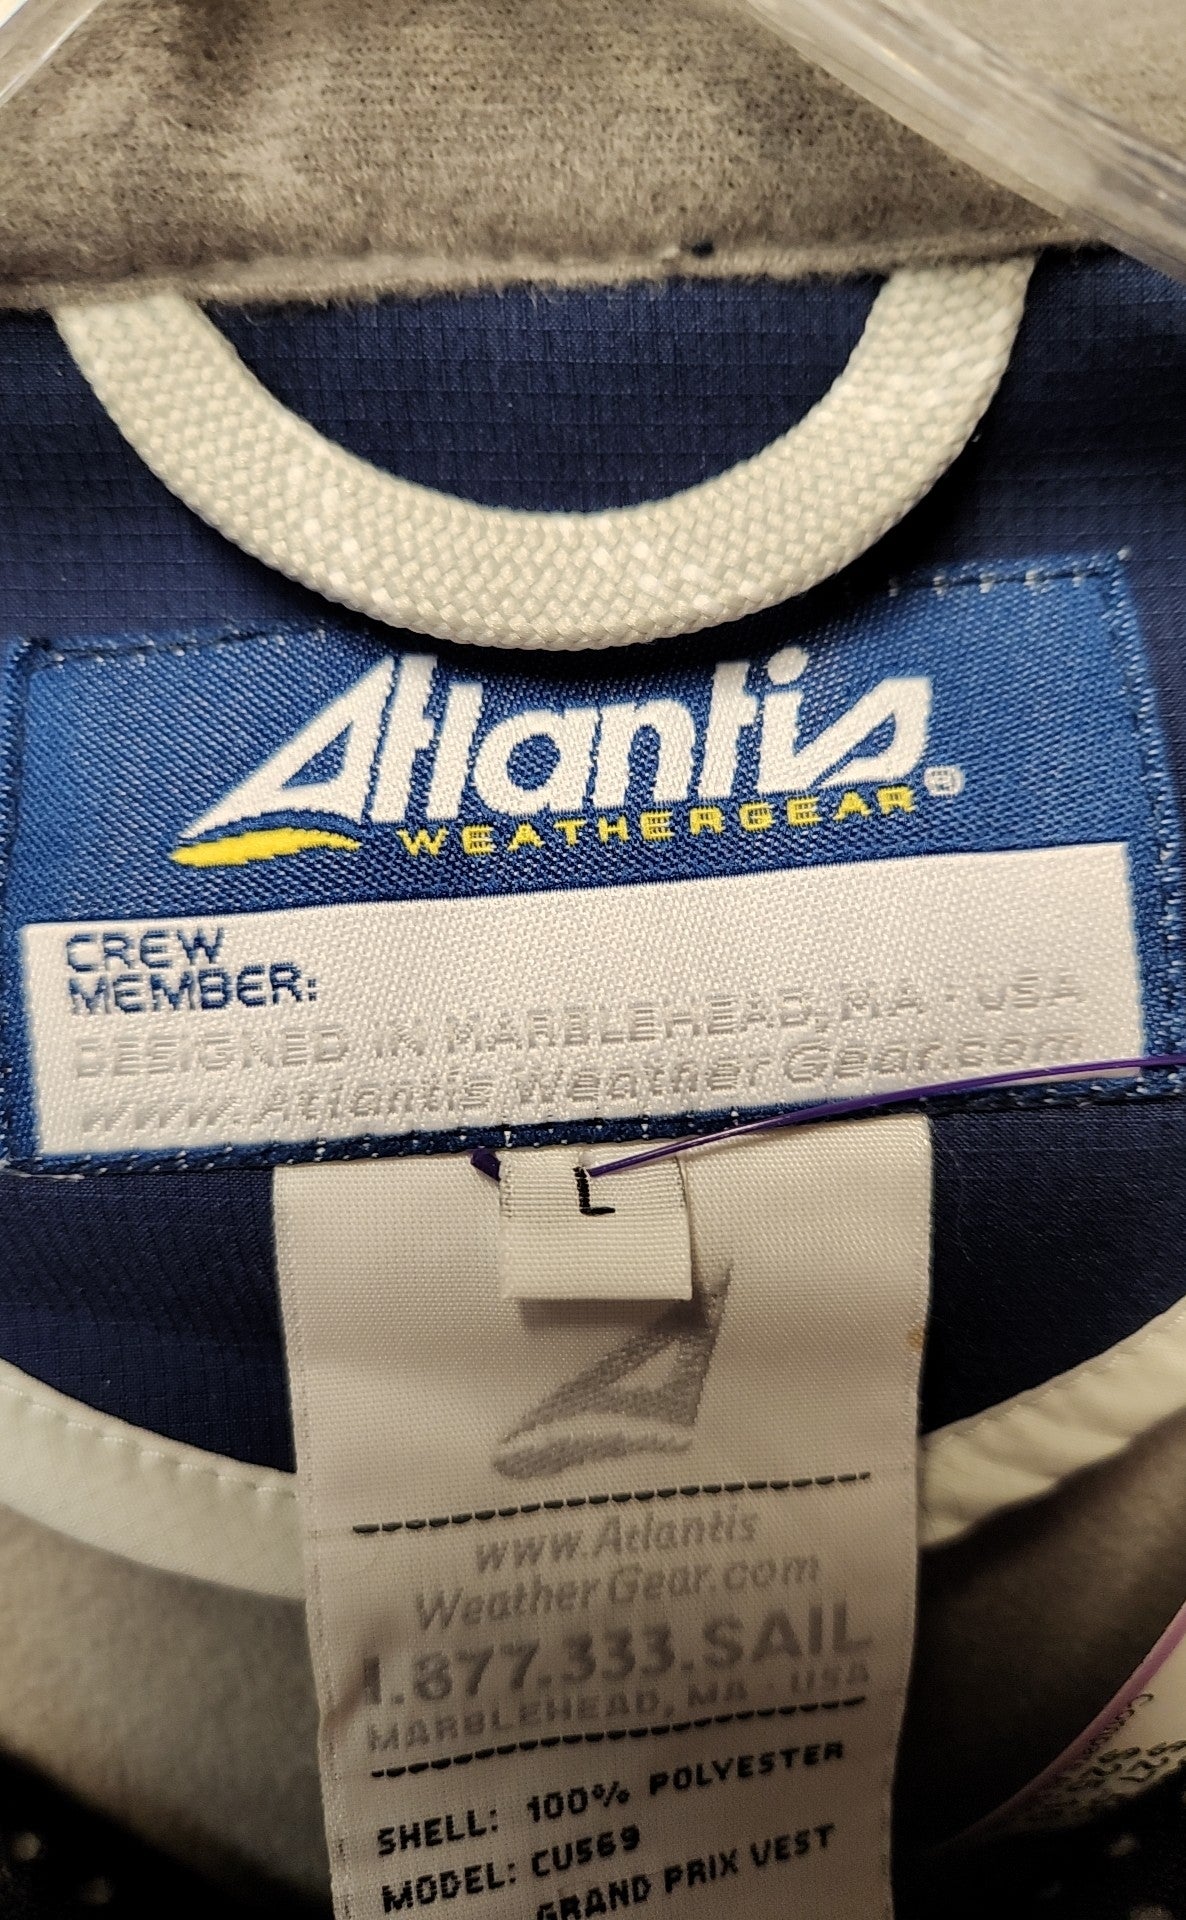 Atlantis®
WEATHERGEAR
CREW
MEMBER:
DESIGNED IN MARBLEHEAD, MA - USA
www.AtlantisWeatherGear.com
L
www.Atlantis
WeatherGear.com
1.877.333.SAIL
MARBLEHEAD, MA - USA
SHELL: 100% POLYESTER
MODEL: CU569
GRAND PRIX VEST